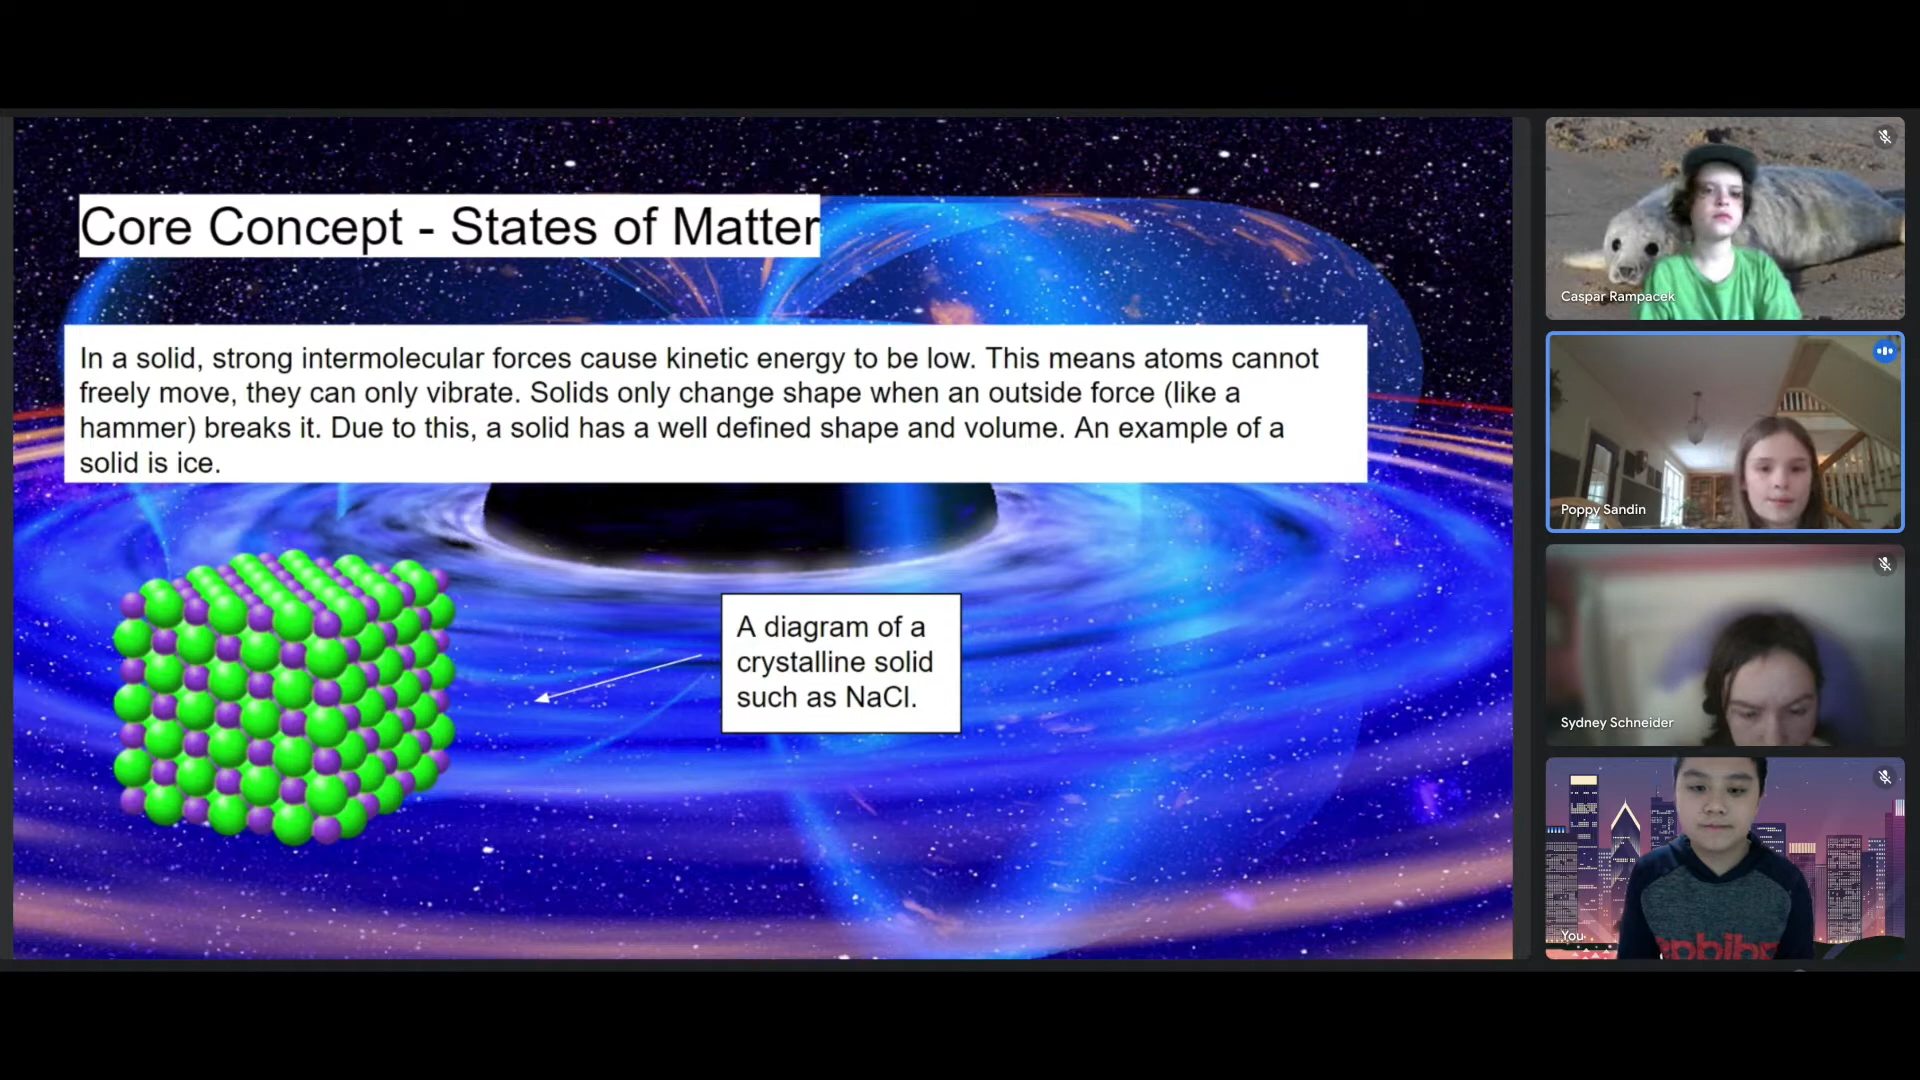 Core Concept - States of Matter
In a solid, strong intermolecular forces cause kinetic energy to be low. This means atoms cannot
freely move, they can only vibrate. Solids only change shape when an outside force (like a
hammer) breaks it. Due to this, a solid has a well defined shape and volume. An example of a
solid is ice.
A diagram of a
crystalline solid
such as NaCl.
Caspar Rampacek
Poppy Sandin
Sydney Schneider
You